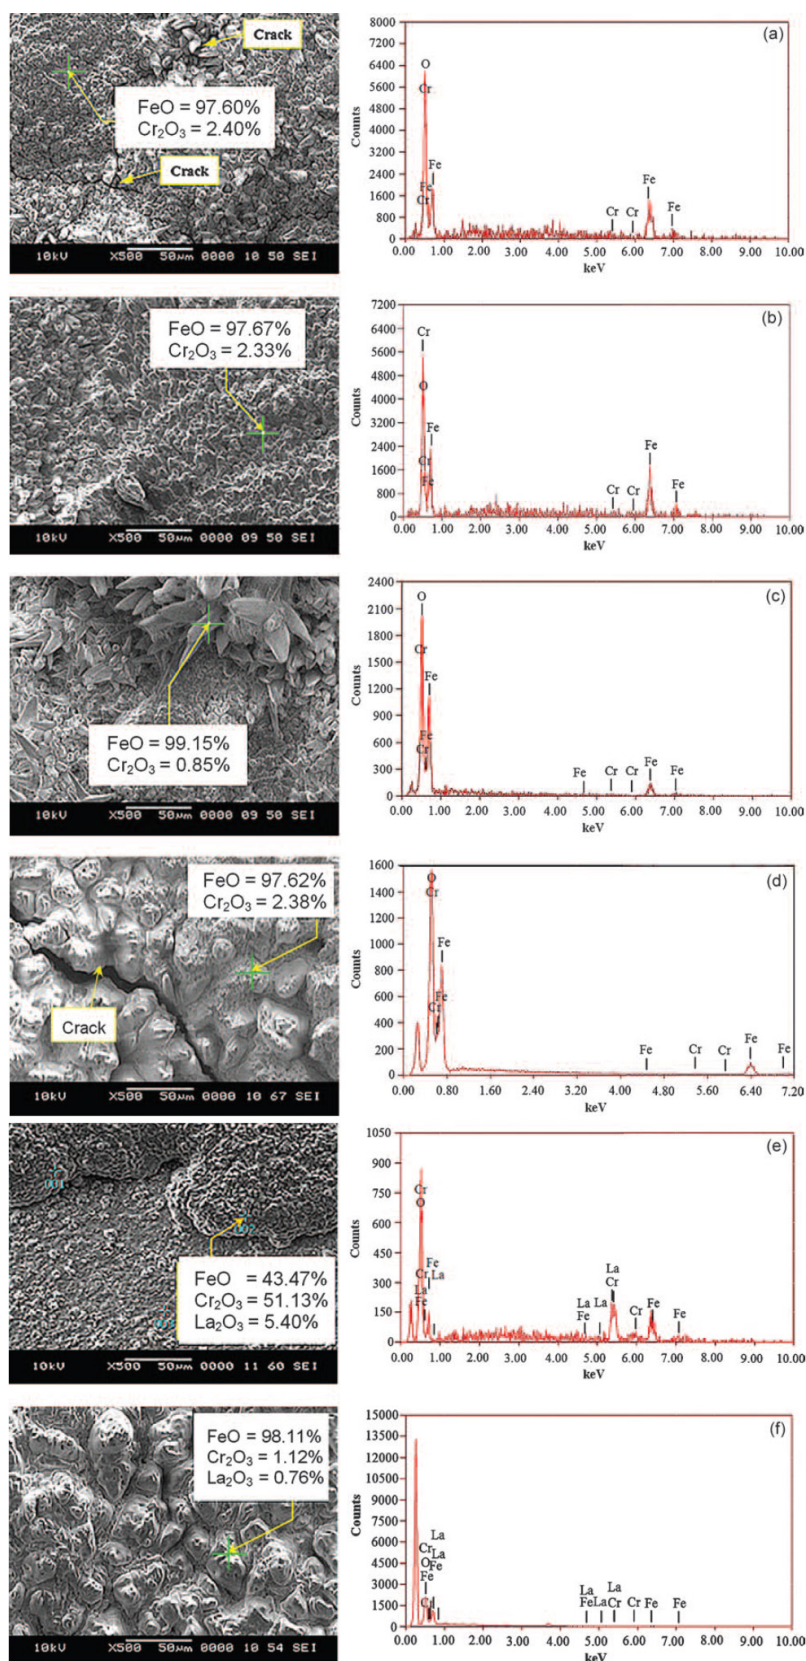 Crack
FeO = 97.60%
Cr₂O₃ = 2.40%
Crack
10kV X500 50μm 0000 10 50 SEI
(a)
8000
7200
6400
5600
4800
4000
3200
2400
1600
800
0
Counts
O
Cr
Fe
Fe
Cr
Cr Cr
Fe
Fe
0.00 1.00 2.00 3.00 4.00 5.00 6.00 7.00 8.00 9.00 10.00
keV
FeO = 97.67%
Cr₂O₃ = 2.33%
10kV X500 50μm 0000 09 50 SEI
(b)
7200
6400
5600
4800
4000
3200
2400
1600
800
0
Counts
Cr
O
Fe
Cr
Fe
Cr Cr
Fe
Fe
0.00 1.00 2.00 3.00 4.00 5.00 6.00 7.00 8.00 9.00 10.00
keV
FeO = 99.15%
Cr₂O₃ = 0.85%
10kV X500 50μm 0000 09 50 SEI
(c)
2400
2100
1800
1500
1200
900
600
300
0
Counts
O
Cr
Fe
Fe
Cr
Fe Cr Cr Fe Fe
0.00 1.00 2.00 3.00 4.00 5.00 6.00 7.00 8.00 9.00 10.00
keV
FeO = 97.62%
Cr₂O₃ = 2.38%
Crack
10kV X500 50μm 0000 10 67 SEI
(d)
1600
1400
1200
1000
800
600
400
200
0
Counts
O
Cr
Fe
Fe
Cr
Fe Cr Cr Fe Fe
0.00 0.80 1.60 2.40 3.20 4.00 4.80 5.60 6.40 7.20
keV
001
002
FeO = 43.47%
Cr₂O₃ = 51.13%
La₂O₃ = 5.40%
10kV X500 50μm 0000 11 60 SEI
(e)
1050
900
750
600
450
300
150
0
Counts
Cr
O
Fe
Cr La
La
Fe
La La
Fe
La
Cr
Cr Fe Fe
0.00 1.00 2.00 3.00 4.00 5.00 6.00 7.00 8.00 9.00 10.00
keV
FeO = 98.11%
Cr₂O₃ = 1.12%
La₂O₃ = 0.76%
10kV X500 50μm 0000 10 54 SEI
(f)
15000
13500
12000
10500
9000
7500
6000
4500
3000
1500
0
Counts
La
Cr La
O Fe
Fe
Cr
La La
Fe La Cr Cr Fe Fe
0.00 1.00 2.00 3.00 4.00 5.00 6.00 7.00 8.00 9.00 10.00
keV